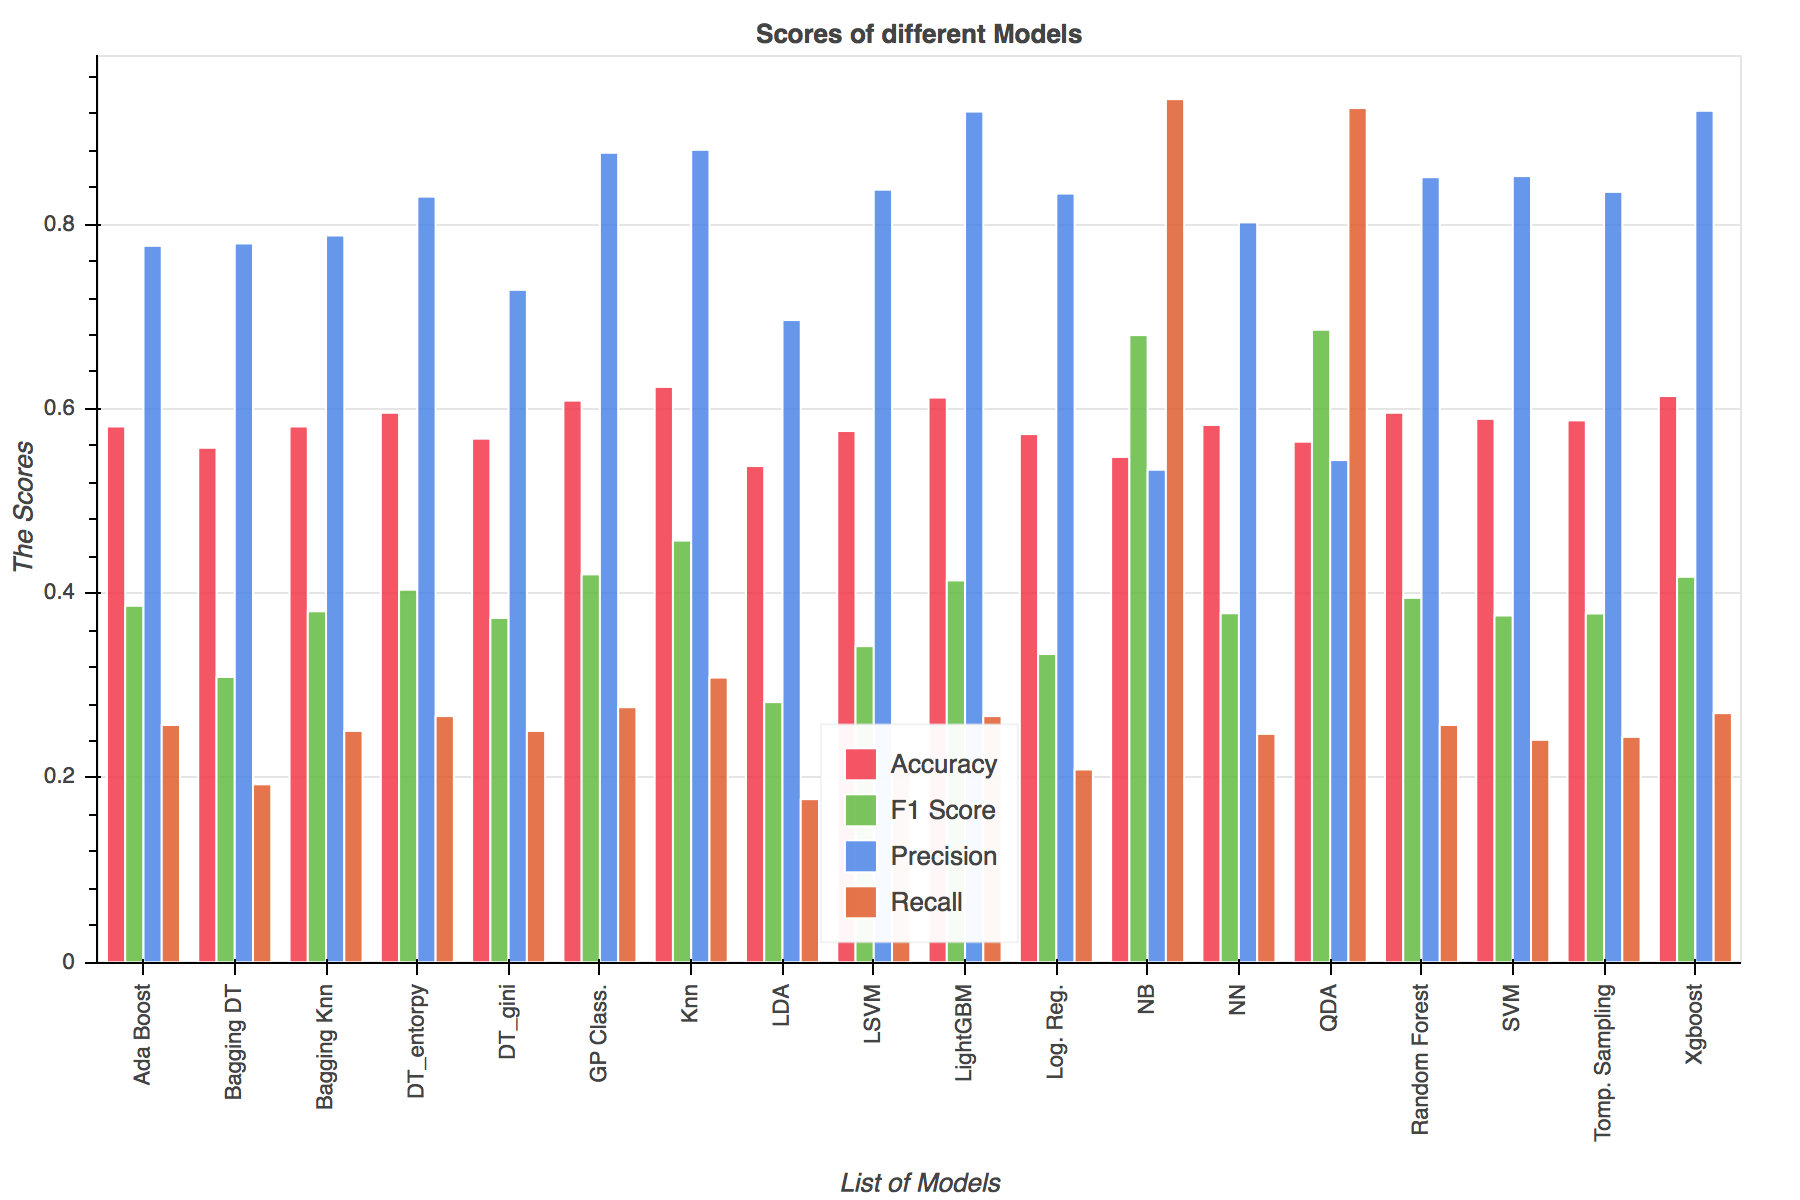 Scores of different Models
The Scores
0.8
0.6
0.4
0.2
0
Accuracy
F1 Score
Precision
Recall
Ada Boost
Bagging DT
Bagging Knn
DT_entorpy
DT_gini
GP Class.
Knn
LDA
LSVM
LightGBM
Log. Reg.
NB
NN
QDA
Random Forest
SVM
Tomp. Sampling
Xgboost
List of Models